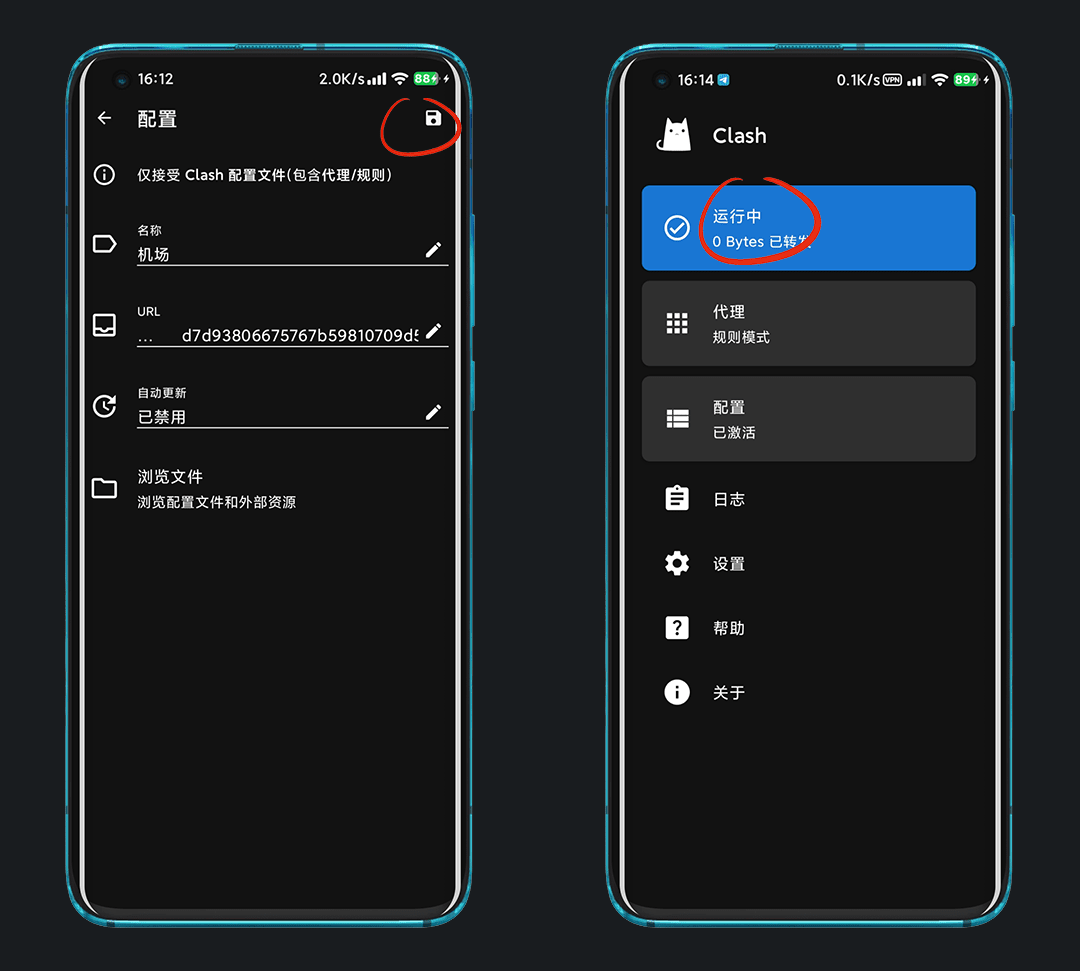 16:12
2.0K/s
88
配置
仅接受 Clash 配置文件(包含代理/规则)
名称
机场
URL
... d7d93806675767b59810709d5
自动更新
已禁用
浏览文件
浏览配置文件和外部资源
16:14
0.1K/s VPN 89
Clash
运行中
0 Bytes 已转发
代理
规则模式
配置
已激活
日志
设置
帮助
关于